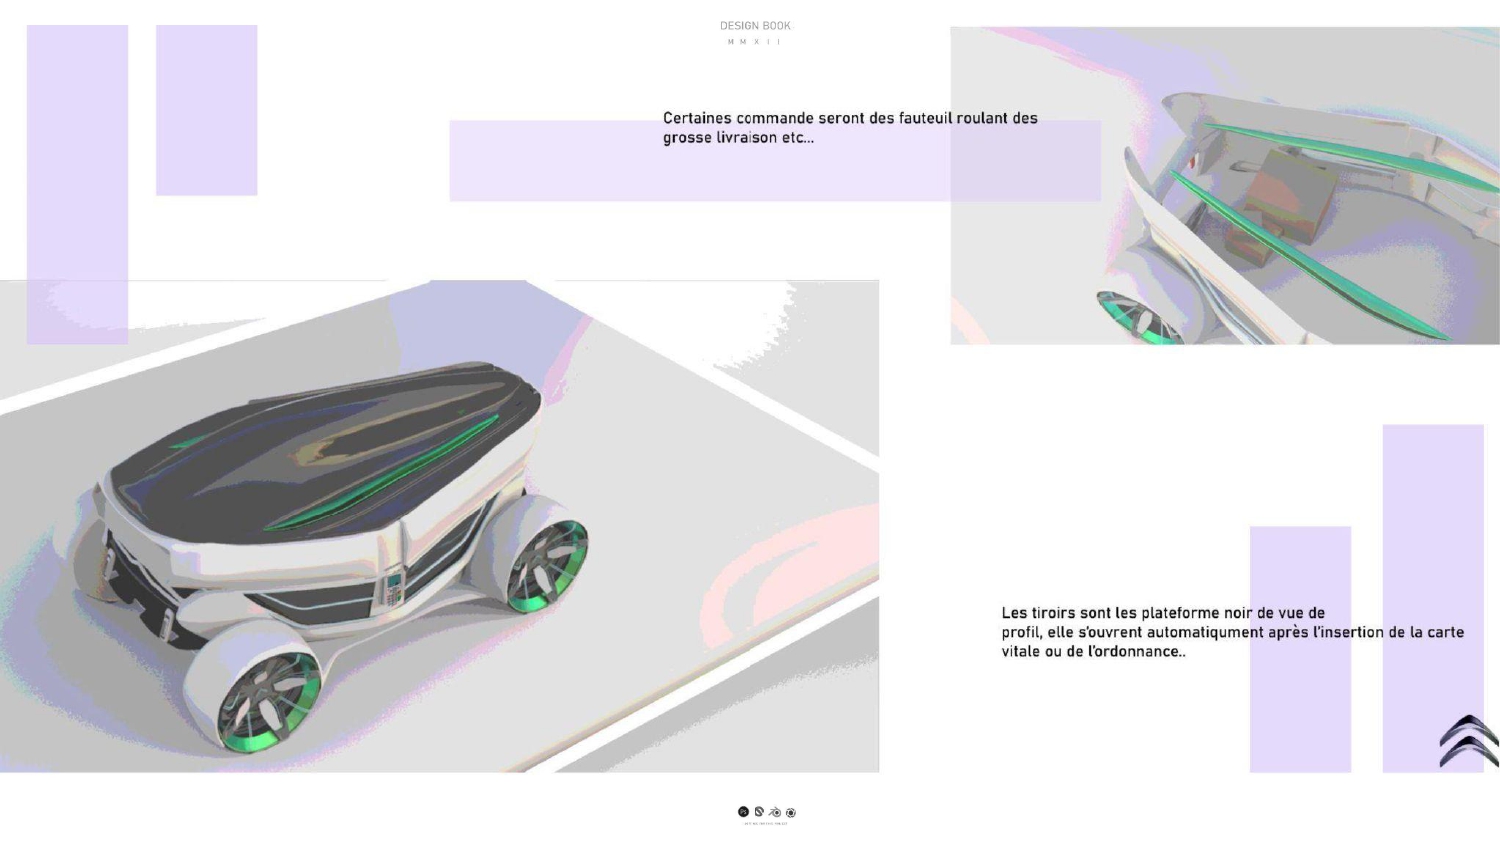 DESIGN BOOK
M M X I I
Certaines commande seront des fauteuil roulant des
grosse livraison etc...
Les tiroirs sont les plateforme noir de vue de
profil, elle s'ouvrent automatiqument après l'insertion de la carte
vitale ou de l'ordonnance..